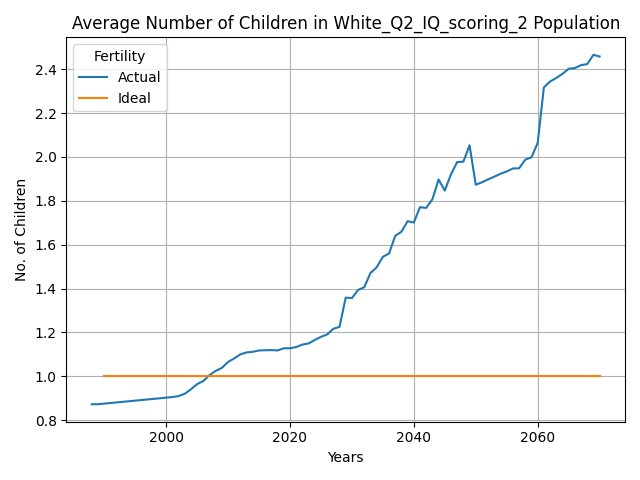 Average Number of Children in White_Q2_IQ_scoring_2 Population
Fertility
Actual
Ideal
No. of Children
2.4
2.2
2.0
1.8
1.6
1.4
1.2
1.0
0.8
2000
2020
2040
2060
Years